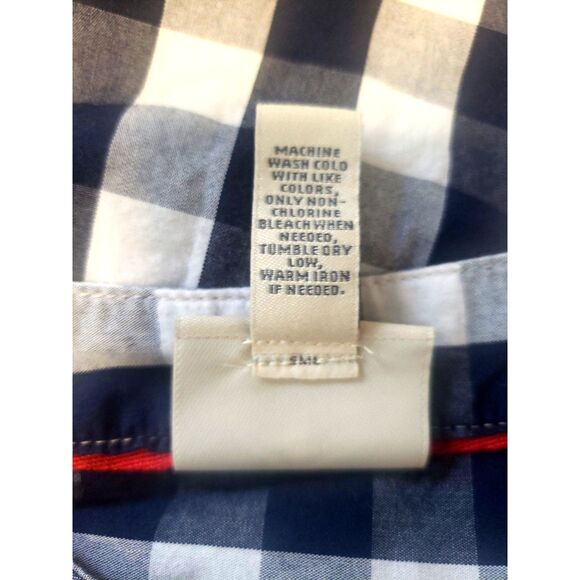 MACHINE
WASH COLD
WITH LIKE
COLORS,
ONLY NON-
CHLORINE
BLEACH WHEN
NEEDED,
TUMBLE DRY
LOW,
WARM IRON
IF NEEDED.